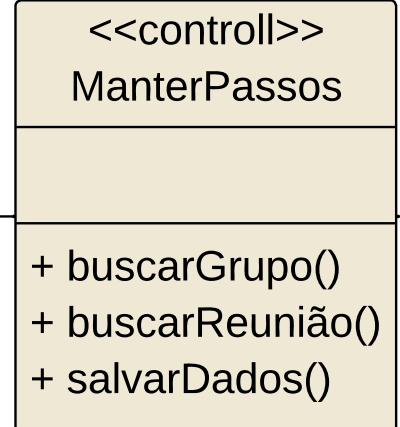 <<controll>>
ManterPassos
+ buscarGrupo()
+ buscarReunião()
+ salvarDados()